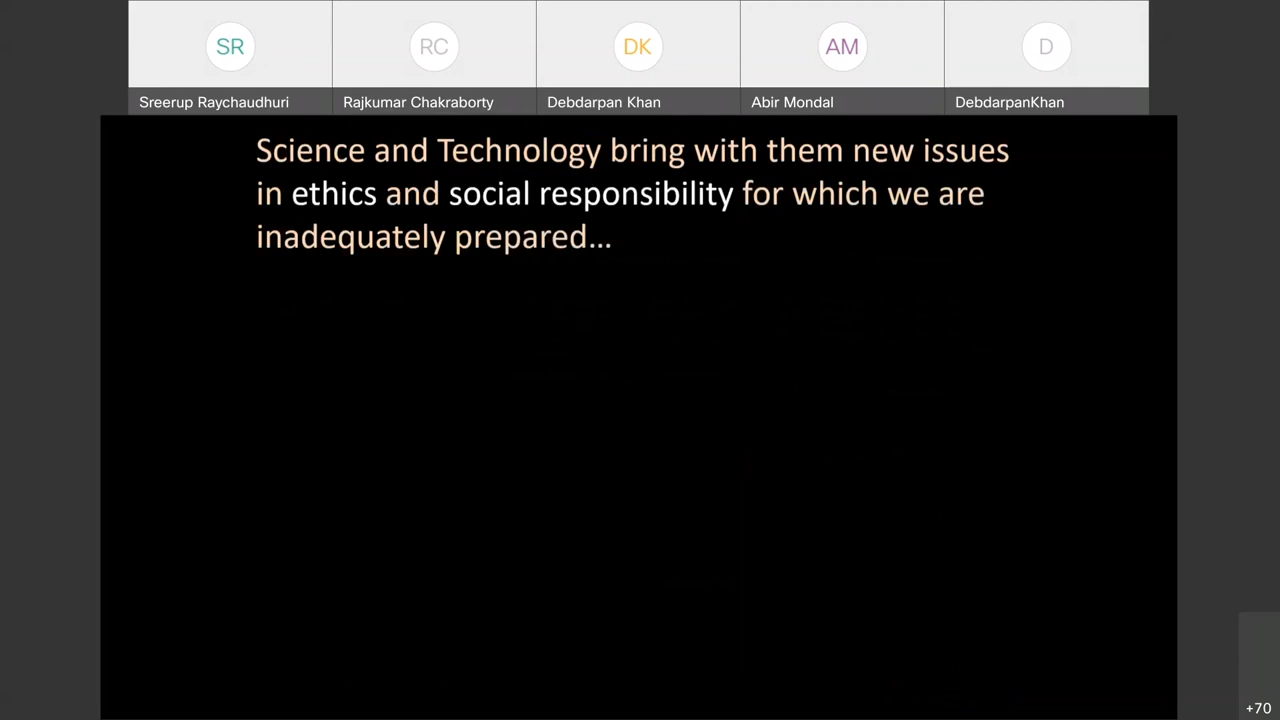 SR
RC
DK
AM
D
Sreerup Raychaudhuri
Rajkumar Chakraborty
Debdarpan Khan
Abir Mondal
DebdarpanKhan
Science and Technology bring with them new issues
in ethics and social responsibility for which we are
inadequately prepared...
+70